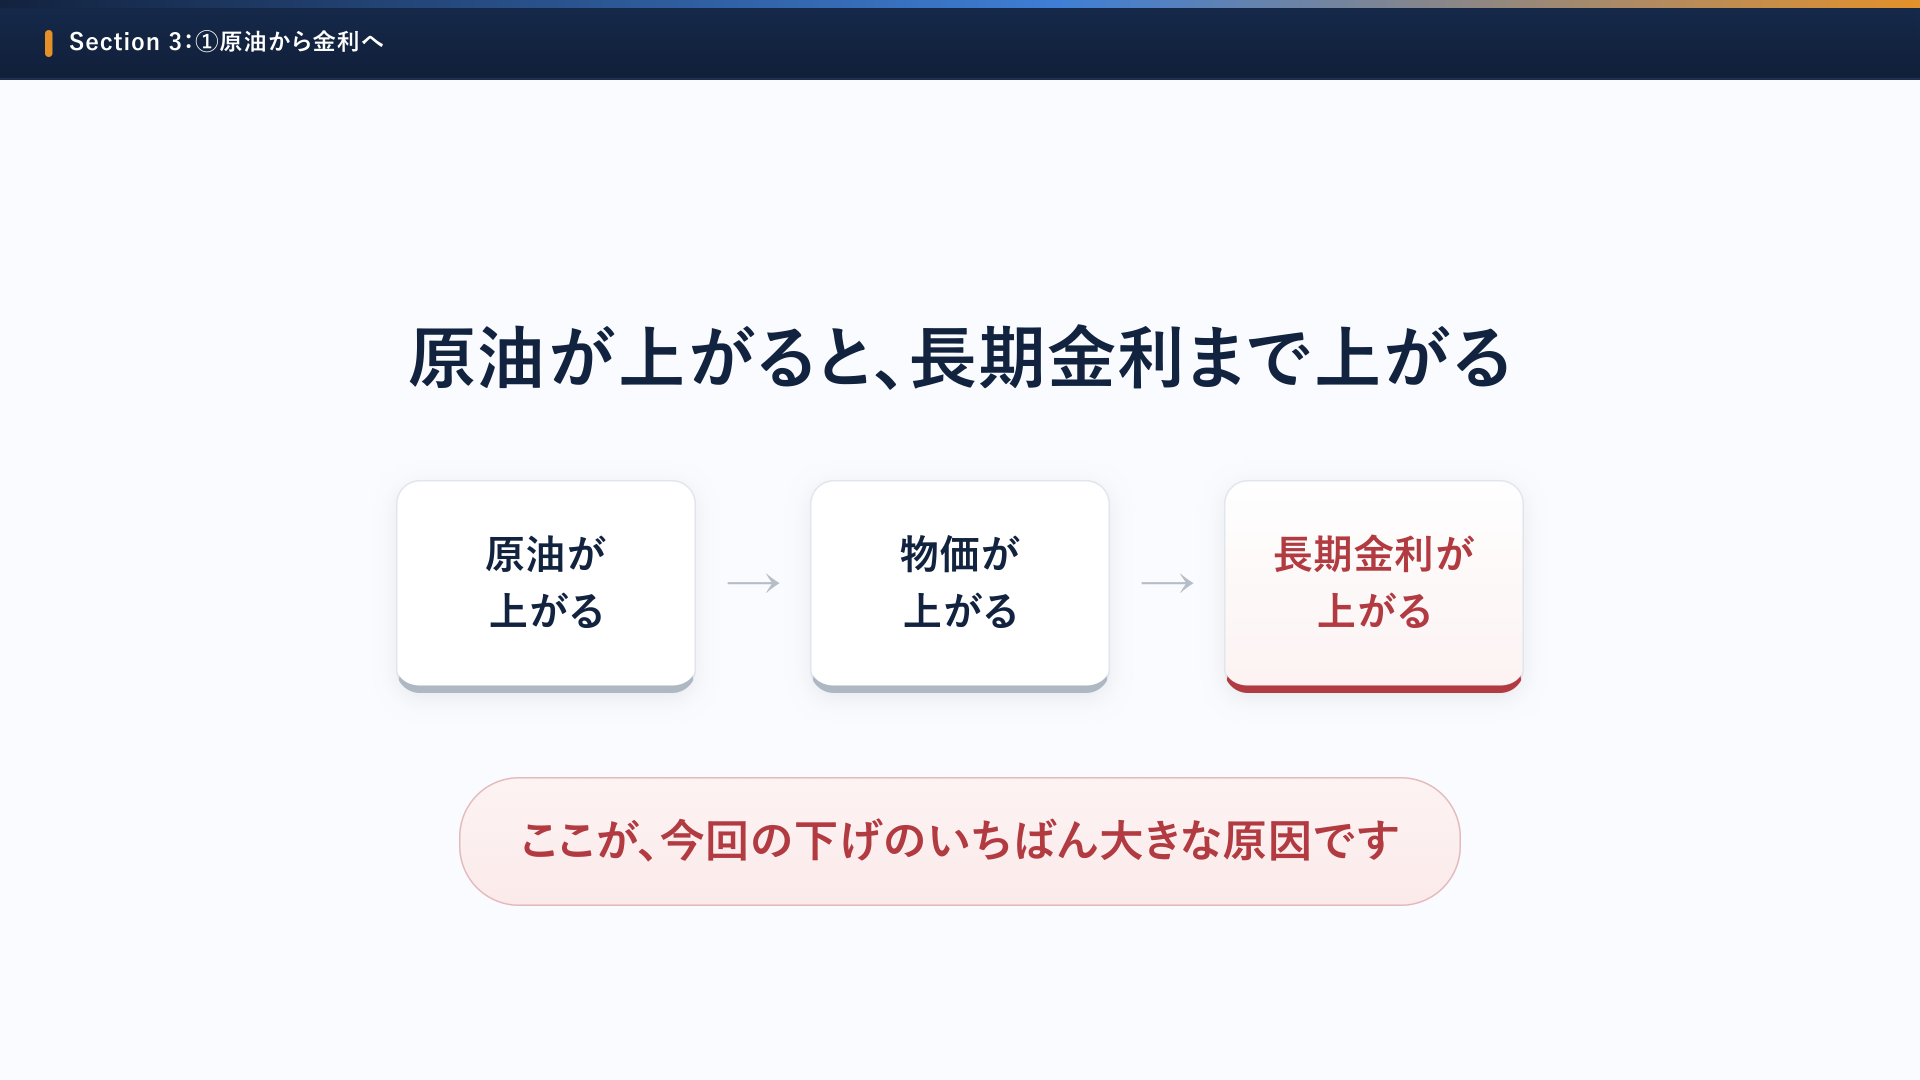 Section 3:①原油から金利へ
原油が上がると、長期金利まで上がる
原油が
上がる
→
物価が
上がる
→
長期金利が
上がる
ここが、今回の下げのいちばん大きな原因です